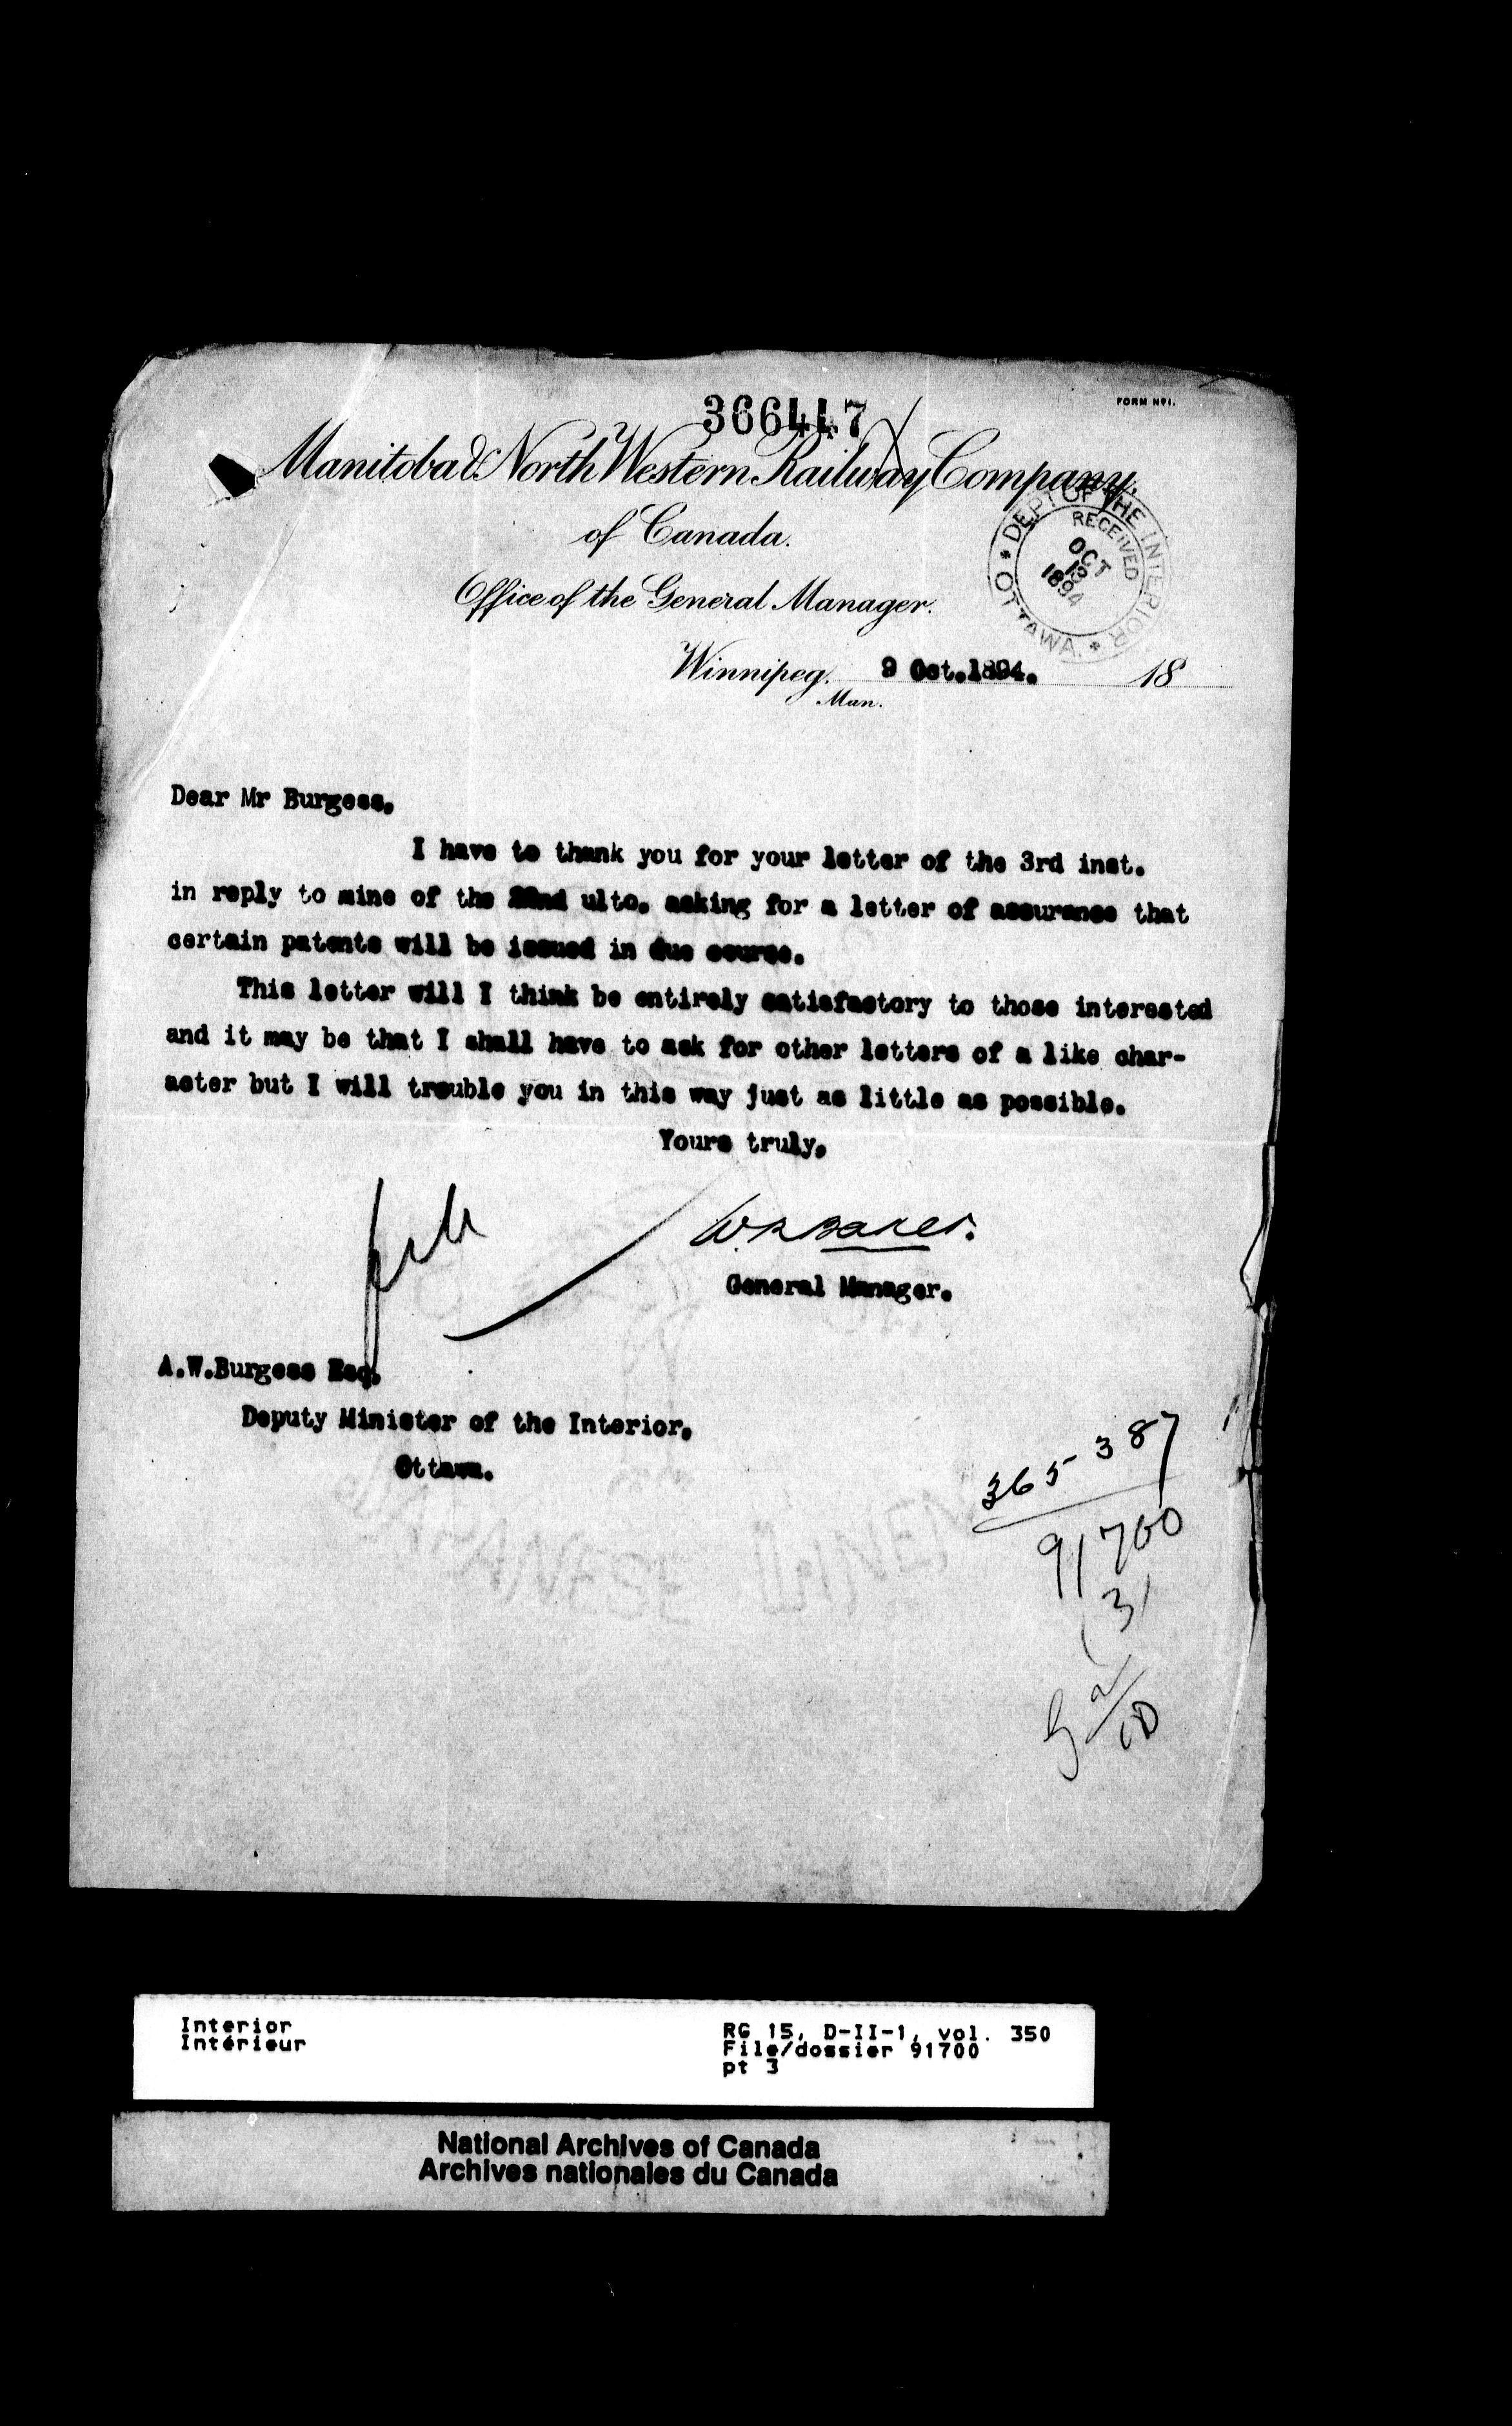 366447
FORM Nº1.
Manitoba & North Western Railway Company.
of Canada.
Office of the General Manager.
DEPT OF THE INTERIOR * OTTAWA. *
RECEIVED
OCT
1894
Winnipeg. 9 Oct.1894. 18
Man.
Dear Mr Burgess,
I have to thank you for your letter of the 3rd inst.
in reply to mine of the 22nd ulto. asking for a letter of assurance that
certain patents will be issued in due course.
This letter will I think be entirely satisfactory to those interested
and it may be that I shall have to ask for other letters of a like char-
acter but I will trouble you in this way just as little as possible.
Yours truly,
W.R.Baker.
General Manager.
A.W.Burgess Esq.
Deputy Minister of the Interior,
Ottawa.
365387
91700
(3)
Interior
Intérieur
RG 15, D-II-1, vol. 350
File/dossier 91700
pt 3
National Archives of Canada
Archives nationales du Canada